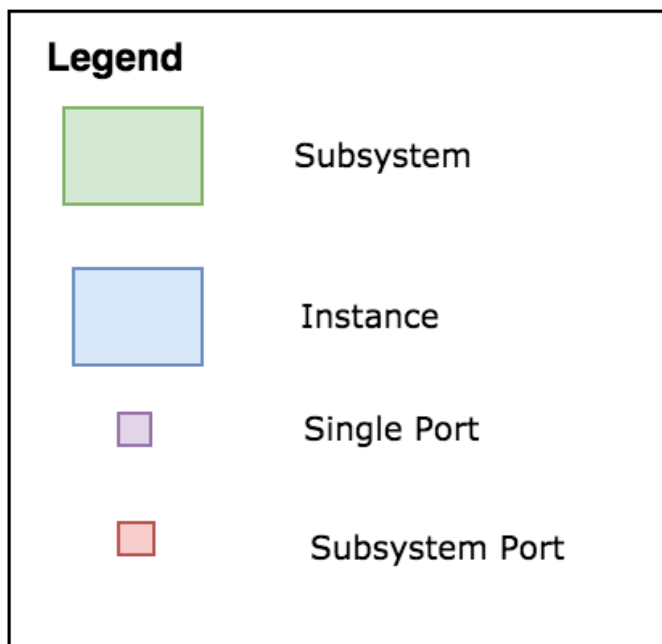 Legend
Subsystem
Instance
Single Port
Subsystem Port